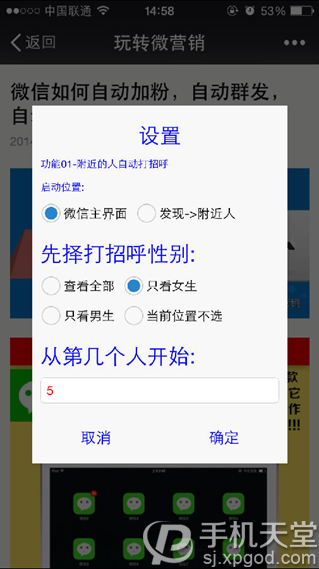 中国联通
14:58
53%
返回
玩转微营销
微信如何自动加粉，自动群发，
自
2014
设置
功能01-附近的人自动打招呼
启动位置:
微信主界面
发现->附近人
先择打招呼性别:
查看全部
只看女生
只看男生
当前位置不选
从第几个人开始:
5
取消
确定
销
款
它
作
!!!
手机天堂
sj.xpgod.com